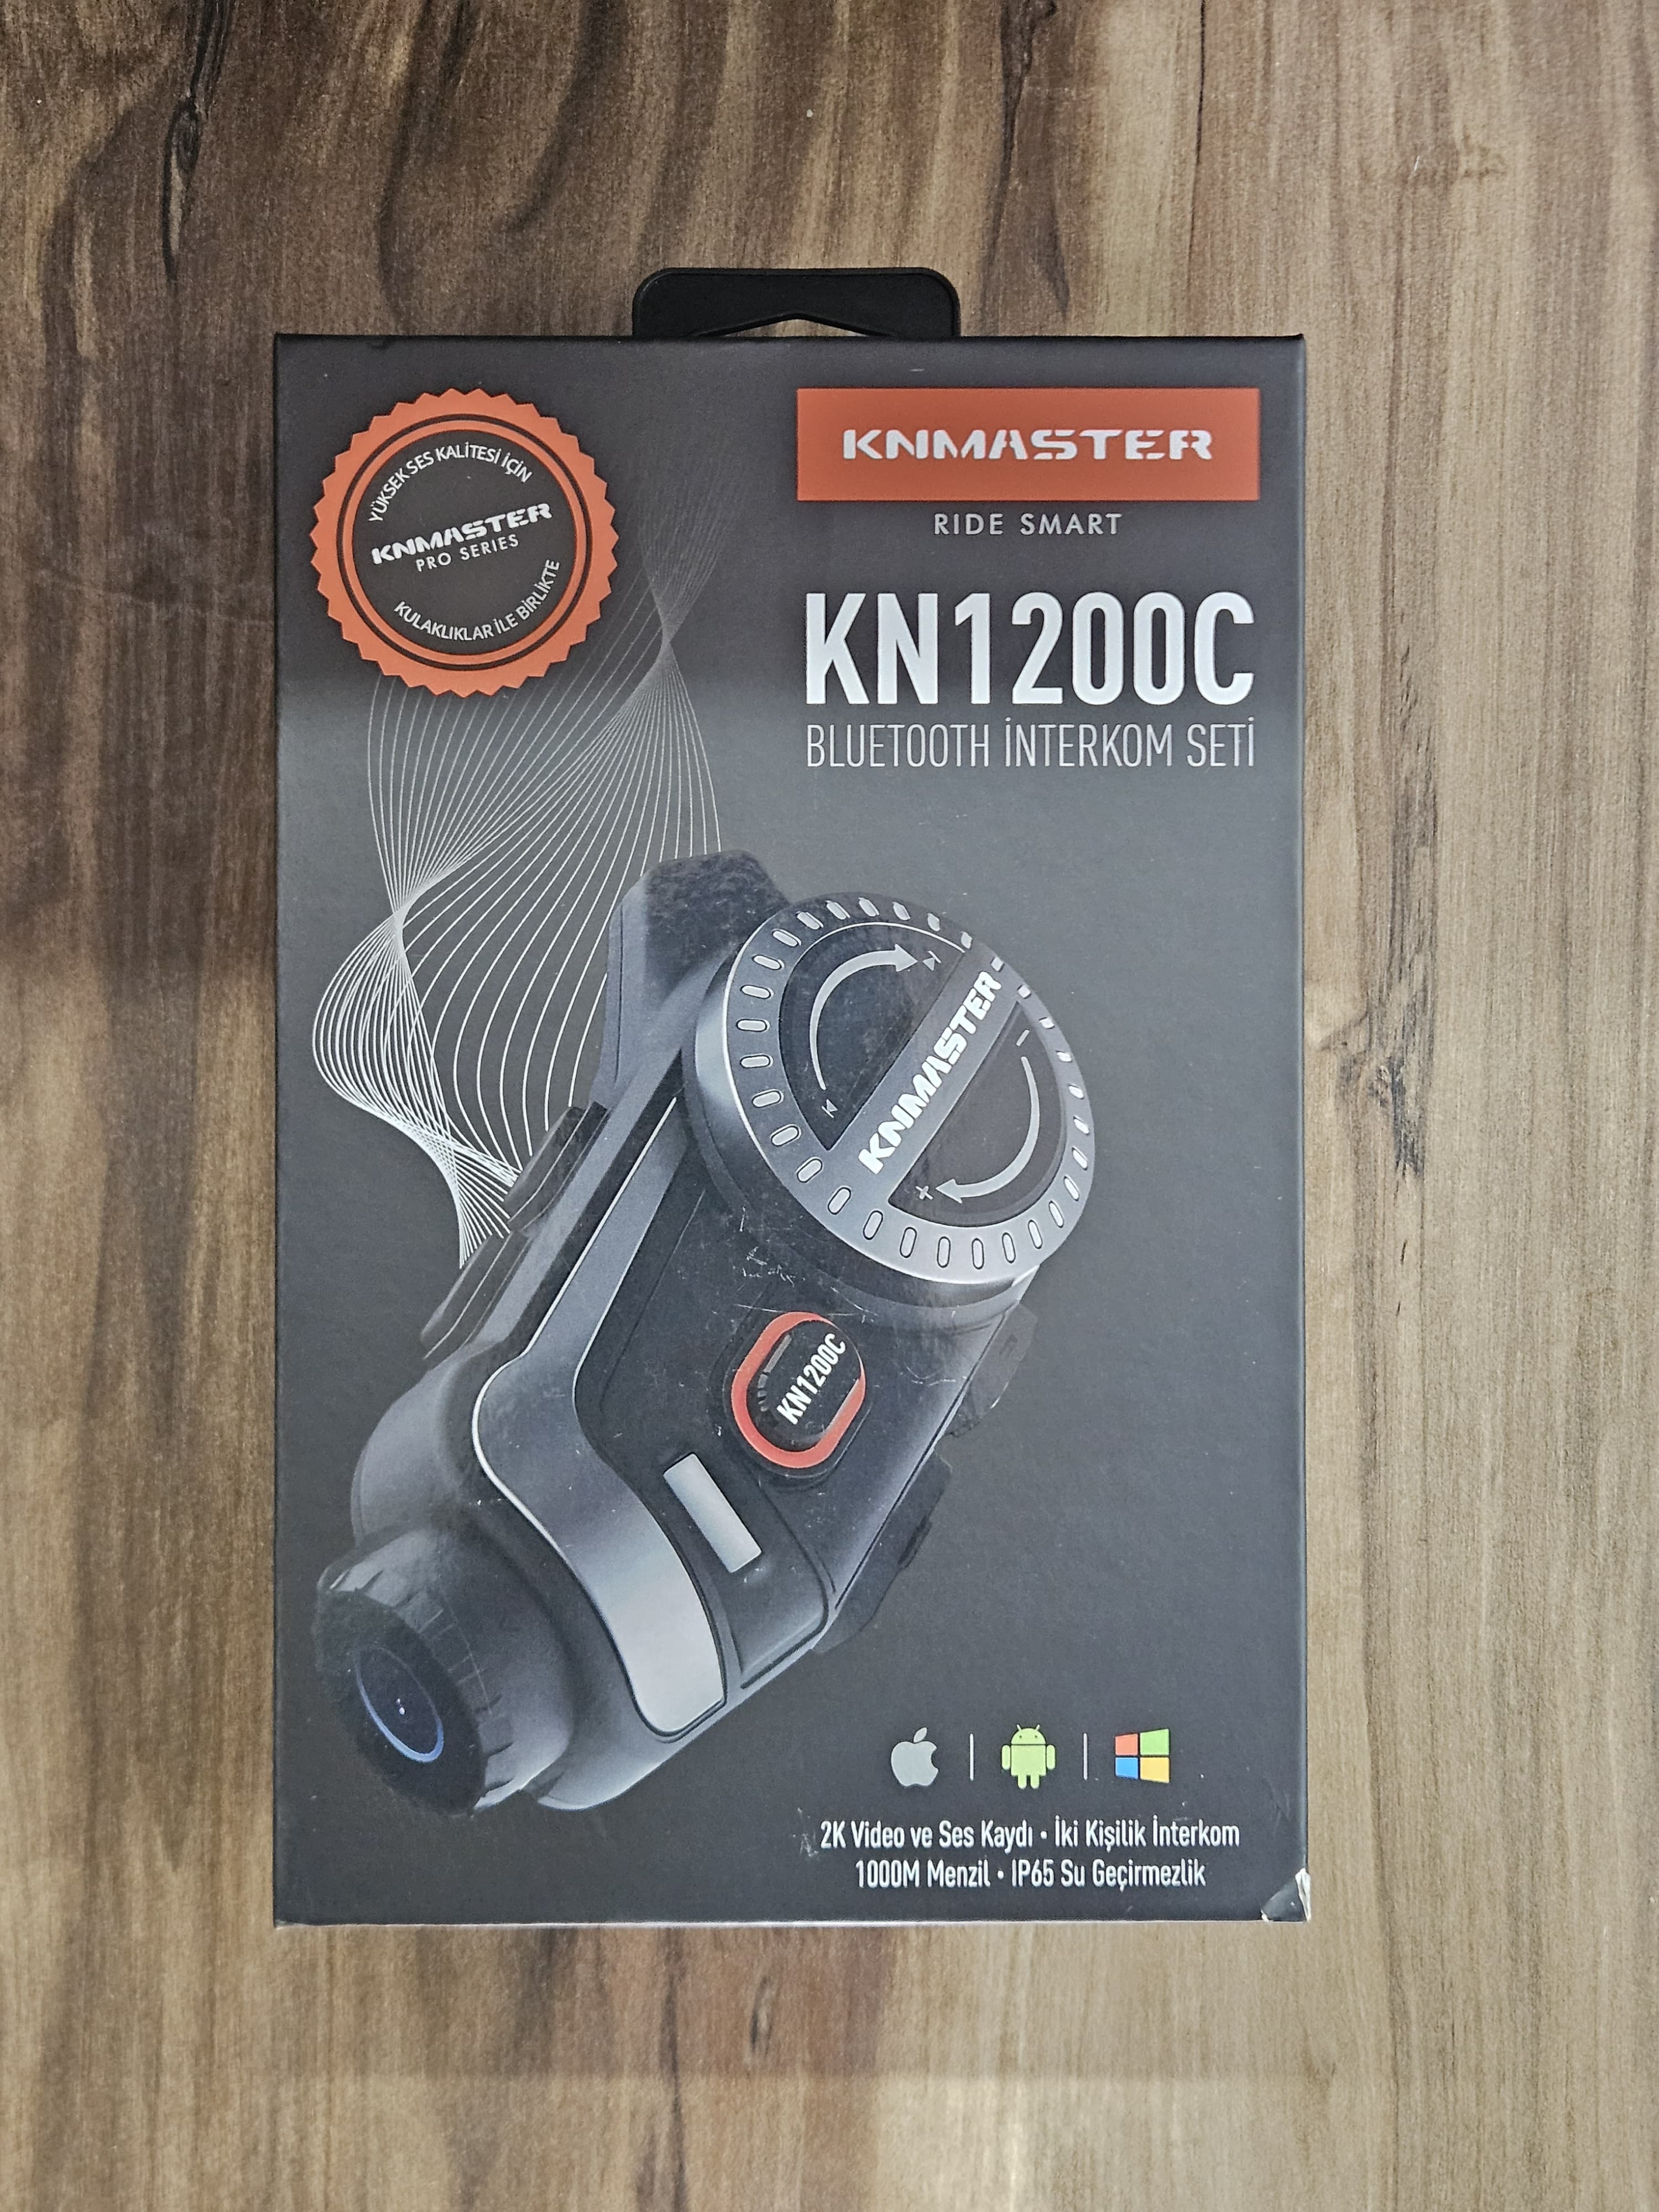 YÜKSEK SES KALİTESİ İÇİN
KNMASTER
PRO SERIES
KULAKLIKLAR İLE BİRLİKTE
KNMASTER
RIDE SMART
KN1200C
BLUETOOTH İNTERKOM SETİ
KNMASTER
KN1200C
2K Video ve Ses Kaydı • İki Kişilik İnterkom
1000M Menzil • IP65 Su Geçirmezlik